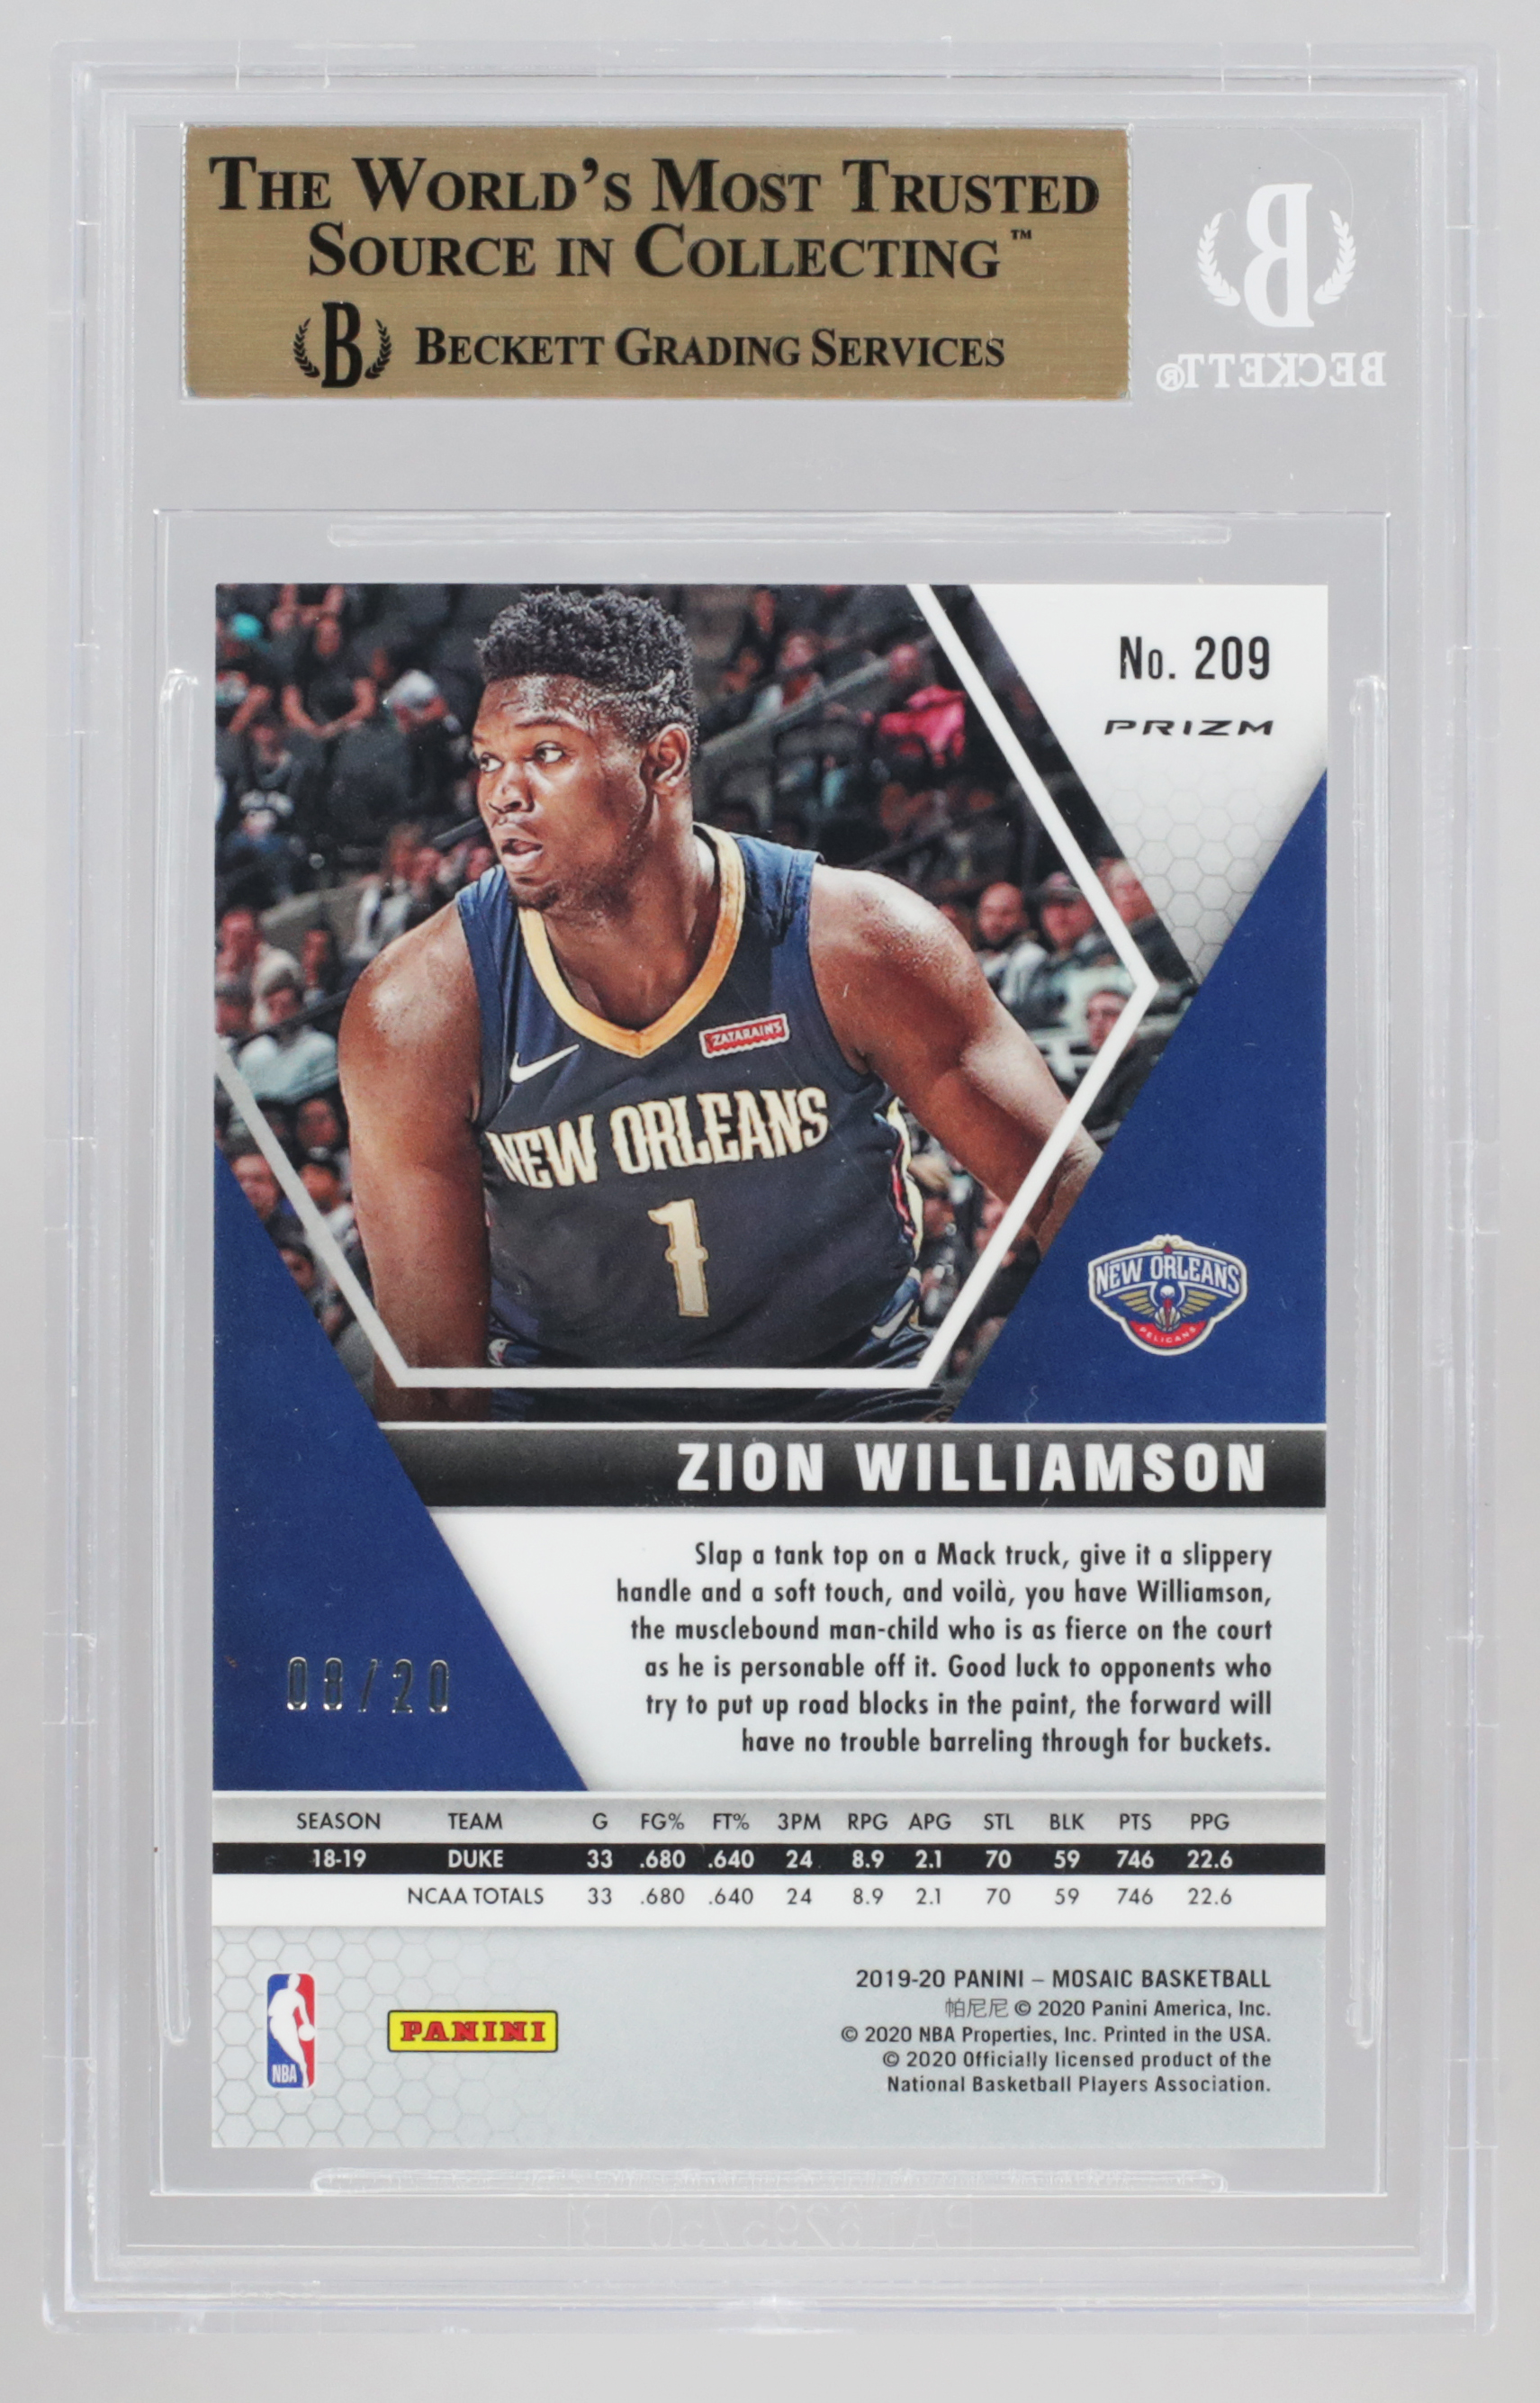 THE WORLD'S MOST TRUSTED
SOURCE IN COLLECTING™
B BECKETT GRADING SERVICES
B
BECKETT®
No. 209
PRIZM
ZATARAIN'S
NEW ORLEANS
1
NEW ORLEANS
PELICANS
ZION WILLIAMSON
Slap a tank top on a Mack truck, give it a slippery
handle and a soft touch, and voilà, you have Williamson,
the musclebound man-child who is as fierce on the court
as he is personable off it. Good luck to opponents who
try to put up road blocks in the paint, the forward will
have no trouble barreling through for buckets.
08/20
SEASON TEAM G FG% FT% 3PM RPG APG STL BLK PTS PPG
18-19 DUKE 33 .680 .640 24 8.9 2.1 70 59 746 22.6
NCAA TOTALS 33 .680 .640 24 8.9 2.1 70 59 746 22.6
2019-20 PANINI – MOSAIC BASKETBALL
帕尼尼 © 2020 Panini America, Inc.
© 2020 NBA Properties, Inc. Printed in the USA.
© 2020 Officially licensed product of the
National Basketball Players Association.
NBA
PANINI